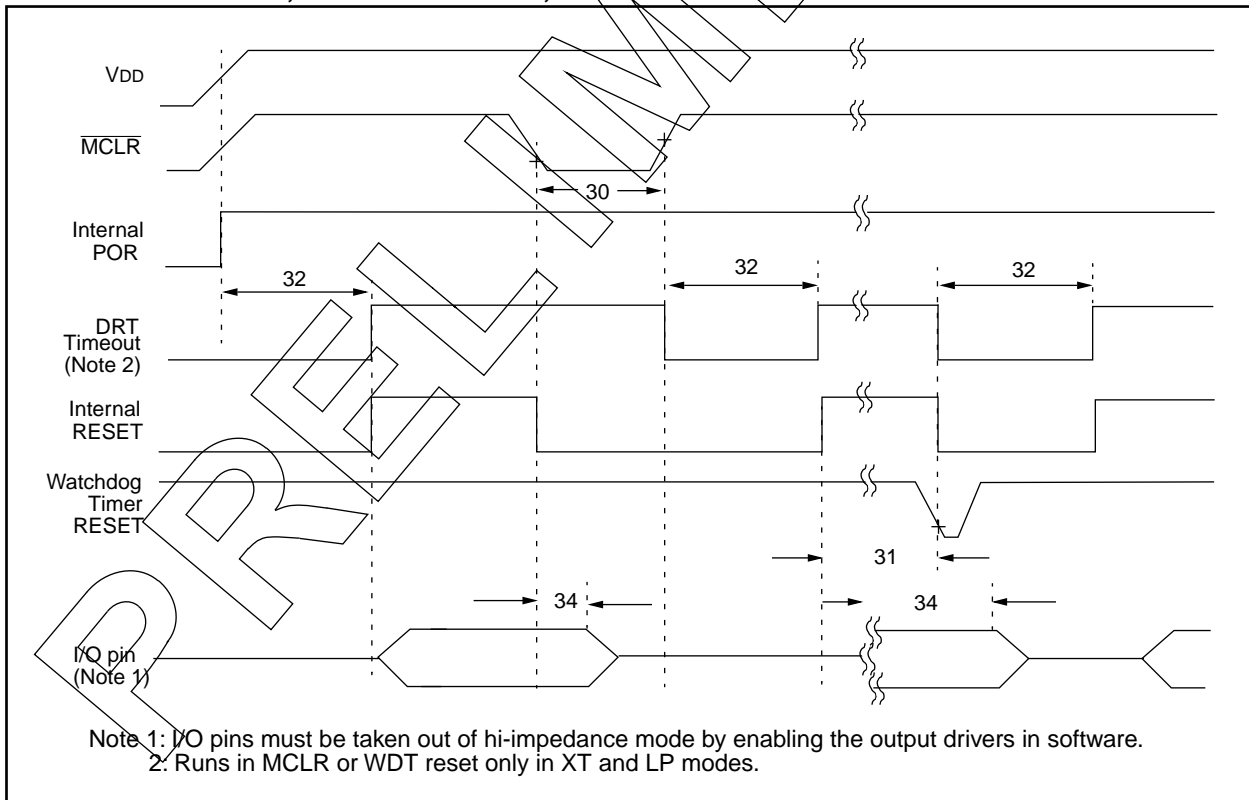 VDD
MCLR
30
Internal
POR
32
32
32
DRT
Timeout
(Note 2)
Internal
RESET
Watchdog
Timer
RESET
31
34
34
I/O pin
(Note 1)
Note 1: I/O pins must be taken out of hi-impedance mode by enabling the output drivers in software.
2: Runs in MCLR or WDT reset only in XT and LP modes.
PRELIM